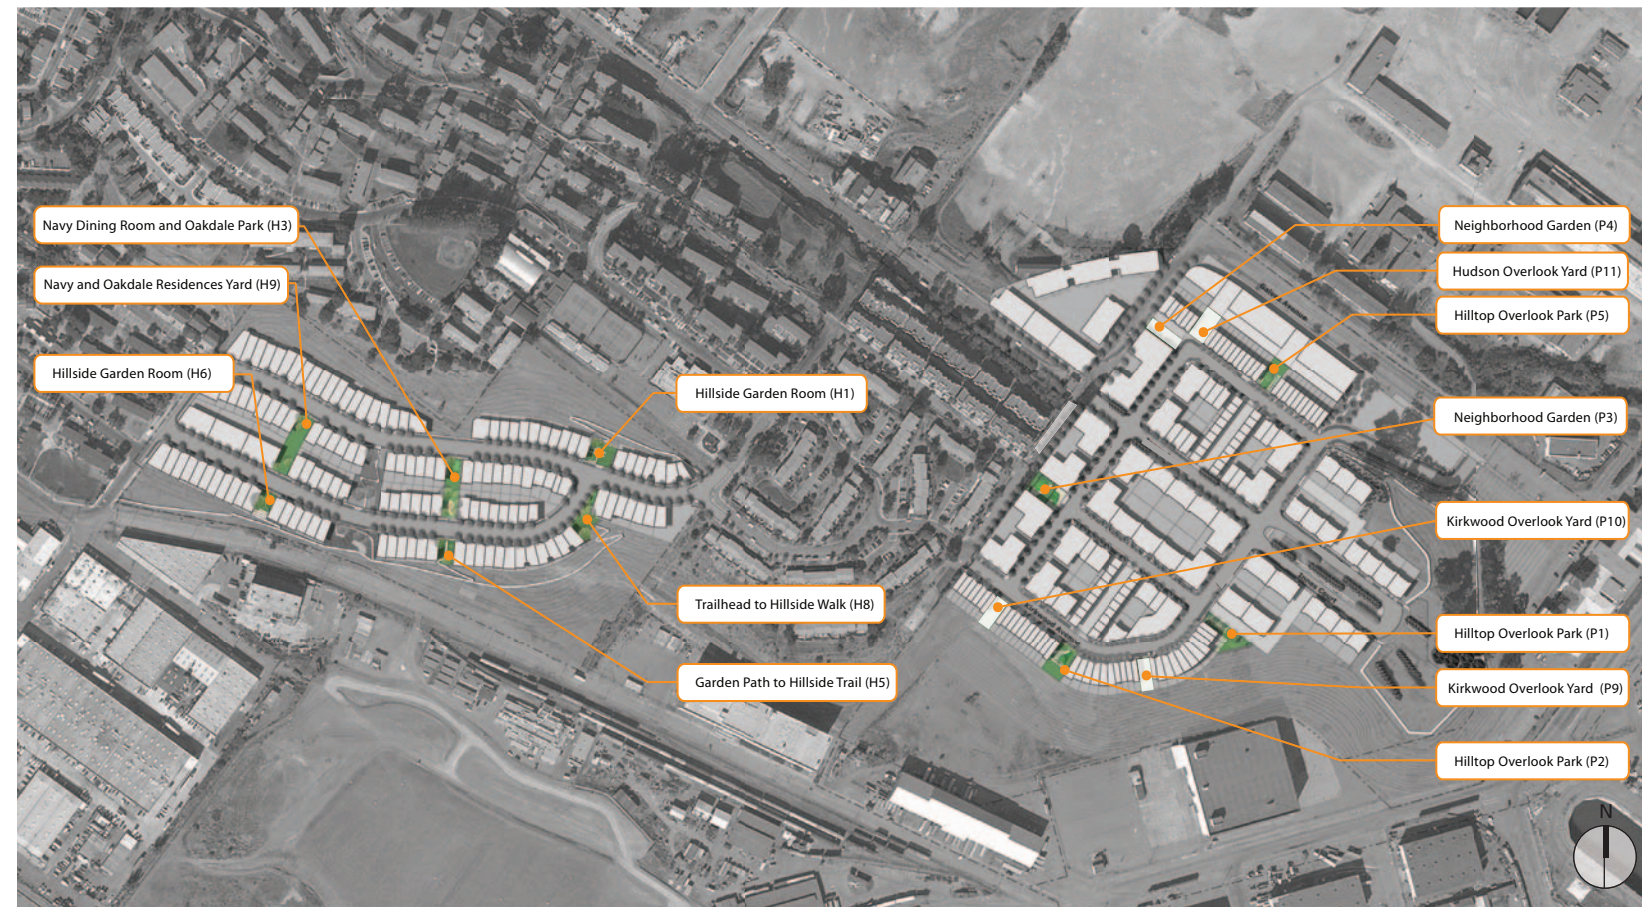 Navy Dining Room and Oakdale Park (H3)
Navy and Oakdale Residences Yard (H9)
Hillside Garden Room (H6)
Hillside Garden Room (H1)
Trailhead to Hillside Walk (H8)
Garden Path to Hillside Trail (H5)
Neighborhood Garden (P4)
Hudson Overlook Yard (P11)
Hilltop Overlook Park (P5)
Neighborhood Garden (P3)
Kirkwood Overlook Yard (P10)
Hilltop Overlook Park (P1)
Kirkwood Overlook Yard (P9)
Hilltop Overlook Park (P2)
N